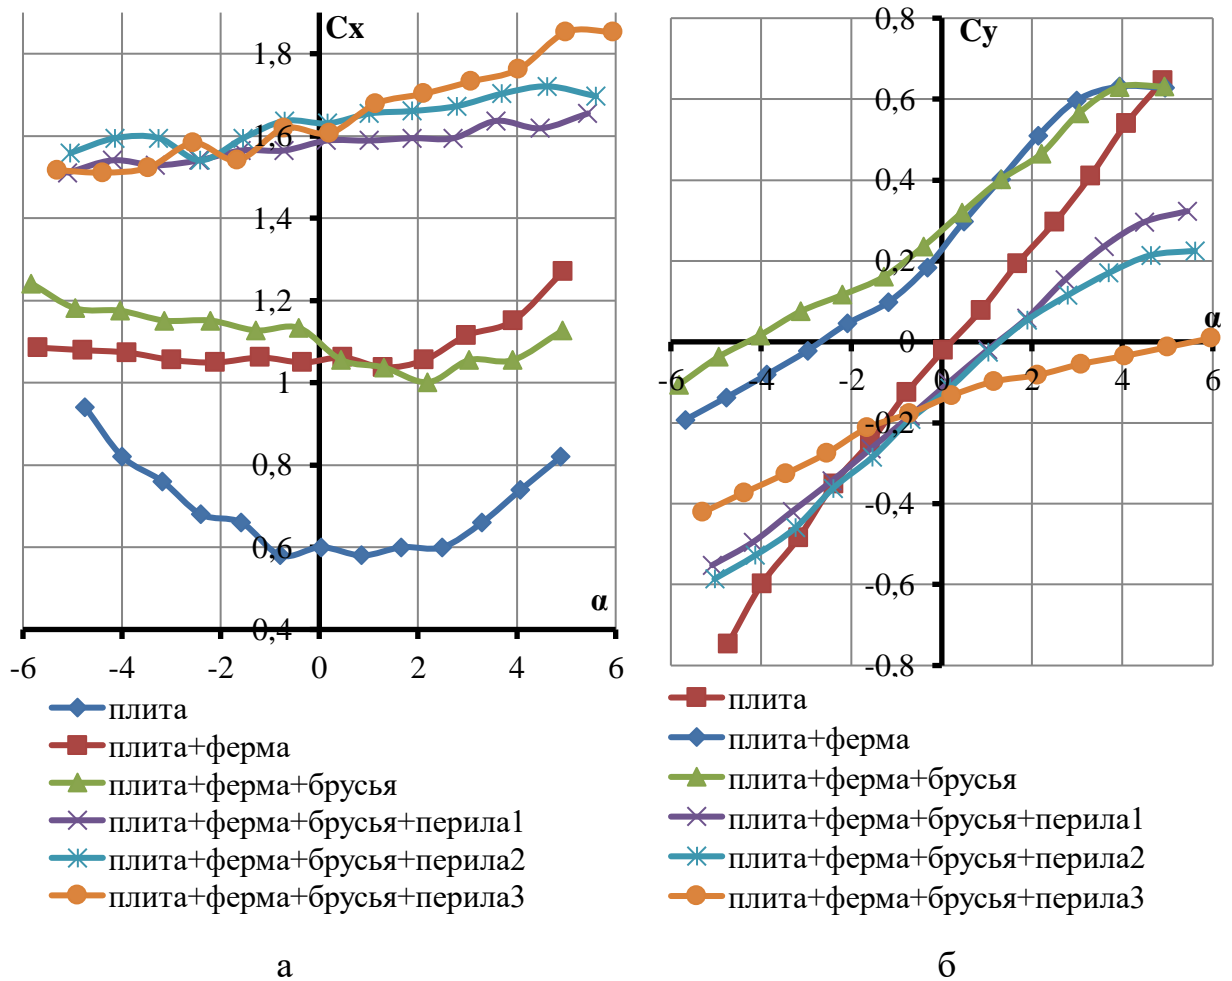 Cx
1,8
1,6
1,4
1,2
1
0,8
0,6
0,4
α
-6 -4 -2 0 2 4 6
плита
плита+ферма
плита+ферма+брусья
плита+ферма+брусья+перила1
плита+ферма+брусья+перила2
плита+ферма+брусья+перила3
а
0,8
Cy
0,6
0,4
0,2
α
0
-6 -4 -2 0 2 4 6
-0,2
-0,4
-0,6
-0,8
плита
плита+ферма
плита+ферма+брусья
плита+ферма+брусья+перила1
плита+ферма+брусья+перила2
плита+ферма+брусья+перила3
б